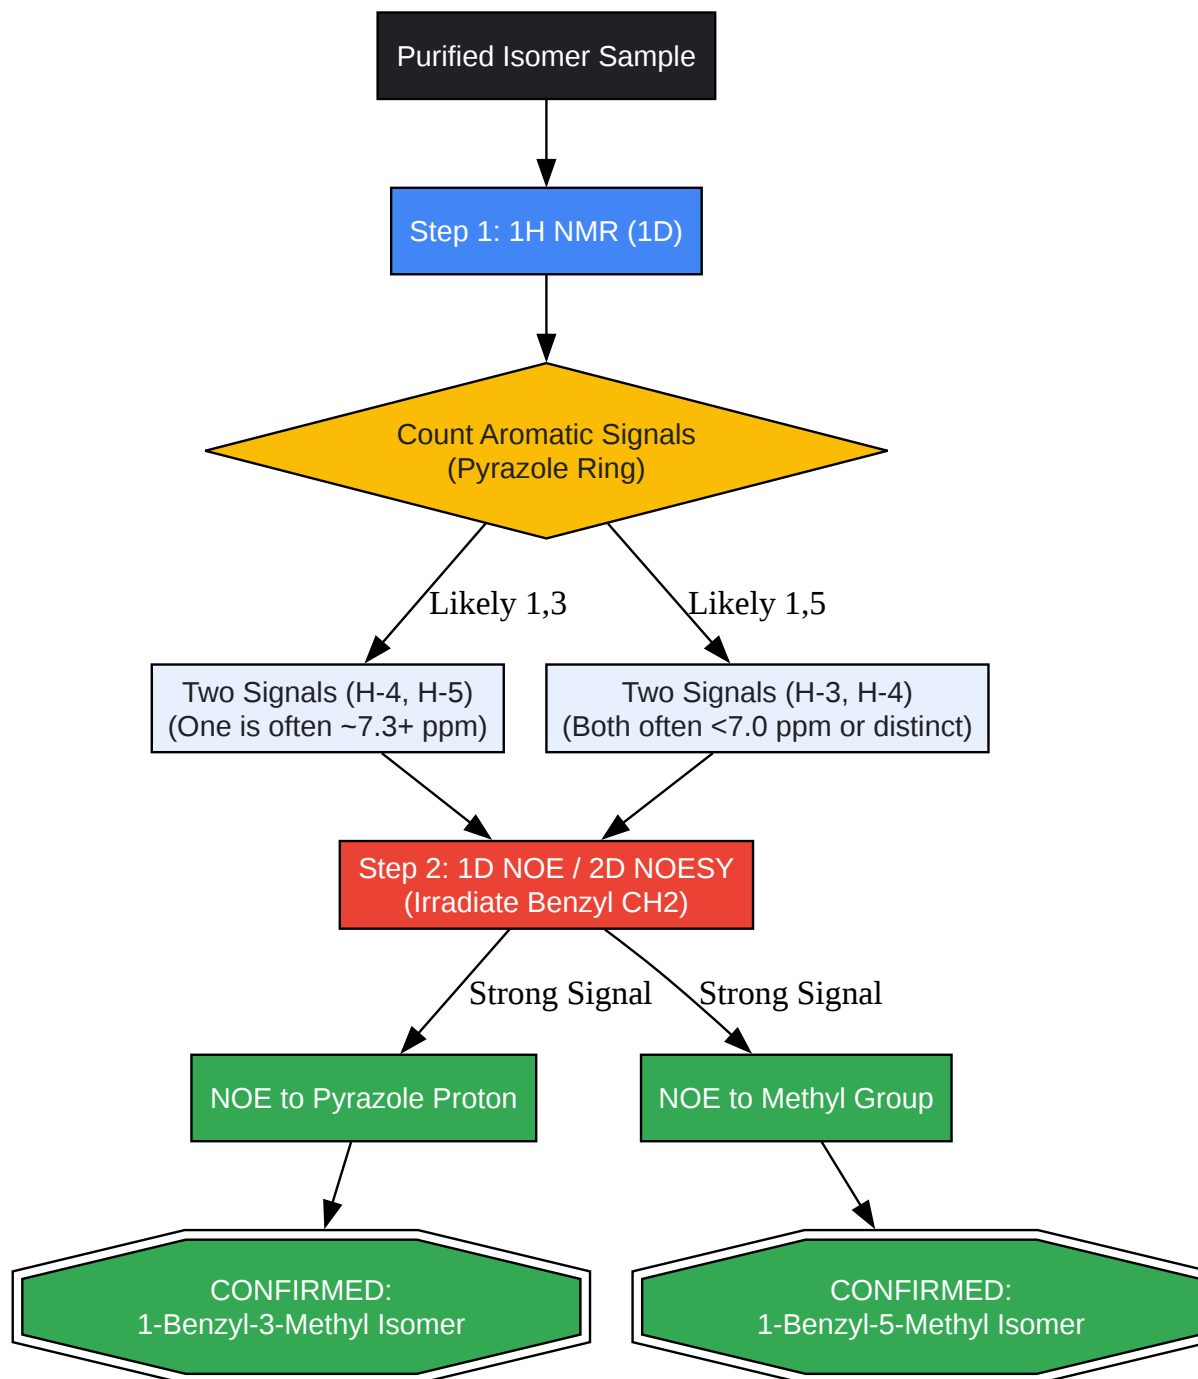 Purified Isomer Sample
Step 1: 1H NMR (1D)
Count Aromatic Signals
(Pyrazole Ring)
Likely 1,3
Likely 1,5
Two Signals (H-4, H-5)
(One is often ~7.3+ ppm)
Two Signals (H-3, H-4)
(Both often <7.0 ppm or distinct)
Step 2: 1D NOE / 2D NOESY
(Irradiate Benzyl CH2)
Strong Signal
Strong Signal
NOE to Pyrazole Proton
NOE to Methyl Group
CONFIRMED:
1-Benzyl-3-Methyl Isomer
CONFIRMED:
1-Benzyl-5-Methyl Isomer